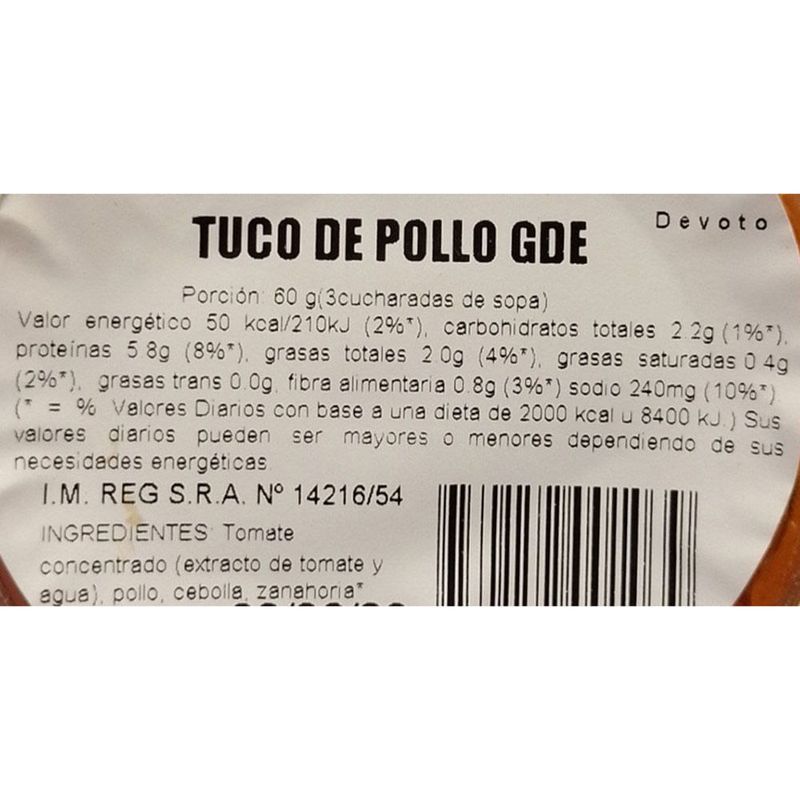 TUCO DE POLLO GDE
Devoto
Porción: 60 g(3cucharadas de sopa)
Valor energético 50 kcal/210kJ (2%*), carbohidratos totales 2.2g (1%*),
proteínas 5.8g (8%*), grasas totales 2.0g (4%*), grasas saturadas 0.4g
(2%*), grasas trans 0.0g, fibra alimentaria 0.8g (3%*) sodio 240mg (10%*)
(* = % Valores Diarios con base a una dieta de 2000 kcal u 8400 kJ.) Sus
valores diarios pueden ser mayores o menores dependiendo de sus
necesidades energéticas
I.M. REG S.R.A. Nº 14216/54
INGREDIENTES: Tomate
concentrado (extracto de tomate y
agua), pollo, cebolla, zanahoria*